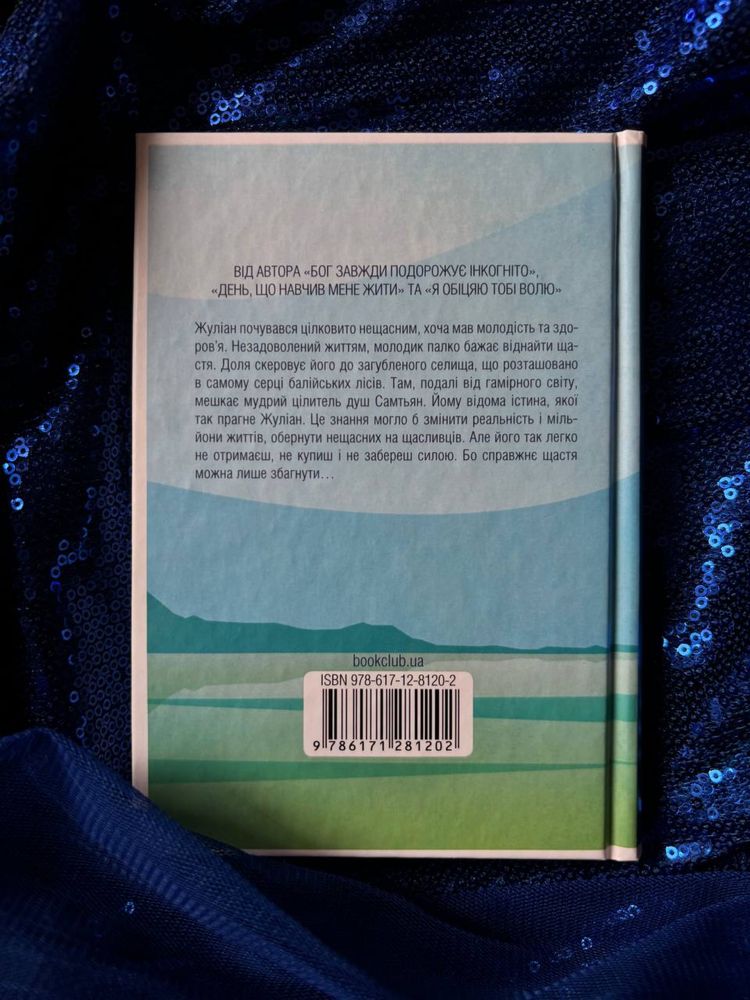 ВІД АВТОРА «БОГ ЗАВЖДИ ПОДОРОЖУЄ ІНКОГНІТО»,
«ДЕНЬ, ЩО НАВЧИВ МЕНЕ ЖИТИ» ТА «Я ОБІЦЯЮ ТОБІ ВОЛЮ»
Жуліан почувався цілковито нещасним, хоча мав молодість та здо-
ров’я. Незадоволений життям, молодик палко бажає віднайти ща-
стя. Доля скеровує його до загубленого селища, що розташовано
в самому серці балійських лісів. Там, подалі від гамірного світу,
мешкає мудрий цілитель душ Самтьян. Йому відома істина, якої
так прагне Жуліан. Це знання могло б змінити реальність і міль-
йони життів, обернути нещасних на щасливців. Але його так легко
не отримаєш, не купиш і не забереш силою. Бо справжнє щастя
можна лише збагнути…
bookclub.ua
ISBN 978-617-12-8120-2
9 786171 281202